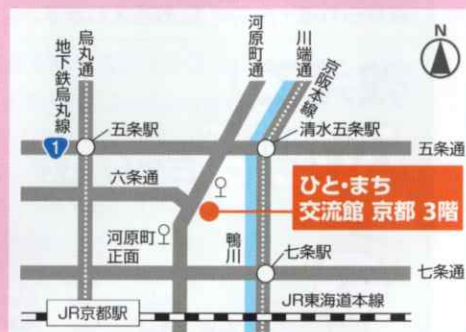 烏丸通
地下鉄烏丸線
河原町通
川端通
京阪本線
N
1
五条駅
清水五条駅
五条通
六条通
ひと・まち
交流館 京都 3階
河原町
正面
鴨川
七条駅
七条通
JR東海道本線
JR京都駅